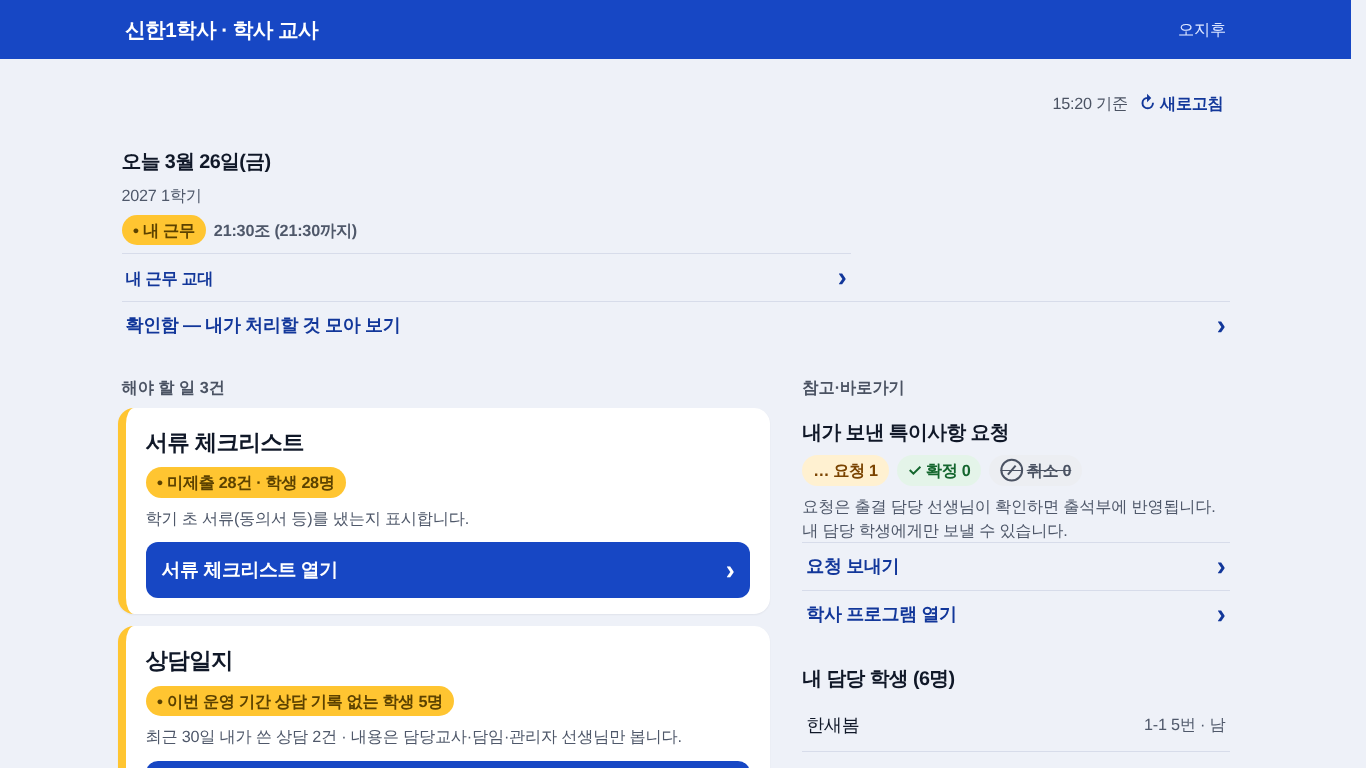 신한1학사 · 학사 교사
오지후
15:20 기준 ↻ 새로고침
오늘 3월 26일(금)
2027 1학기
• 내 근무 21:30조 (21:30까지)
내 근무 교대 ›
확인함 — 내가 처리할 것 모아 보기 ›
해야 할 일 3건
서류 체크리스트
• 미제출 28건 · 학생 28명
학기 초 서류(동의서 등)를 냈는지 표시합니다.
서류 체크리스트 열기 ›
상담일지
• 이번 운영 기간 상담 기록 없는 학생 5명
최근 30일 내가 쓴 상담 2건 · 내용은 담당교사·담임·관리자 선생님만 봅니다.
참고·바로가기
내가 보낸 특이사항 요청
… 요청 1 ✓ 확정 0 취소 0
요청은 출결 담당 선생님이 확인하면 출석부에 반영됩니다.
내 담당 학생에게만 보낼 수 있습니다.
요청 보내기 ›
학사 프로그램 열기 ›
내 담당 학생 (6명)
한새봄 1-1 5번 · 남